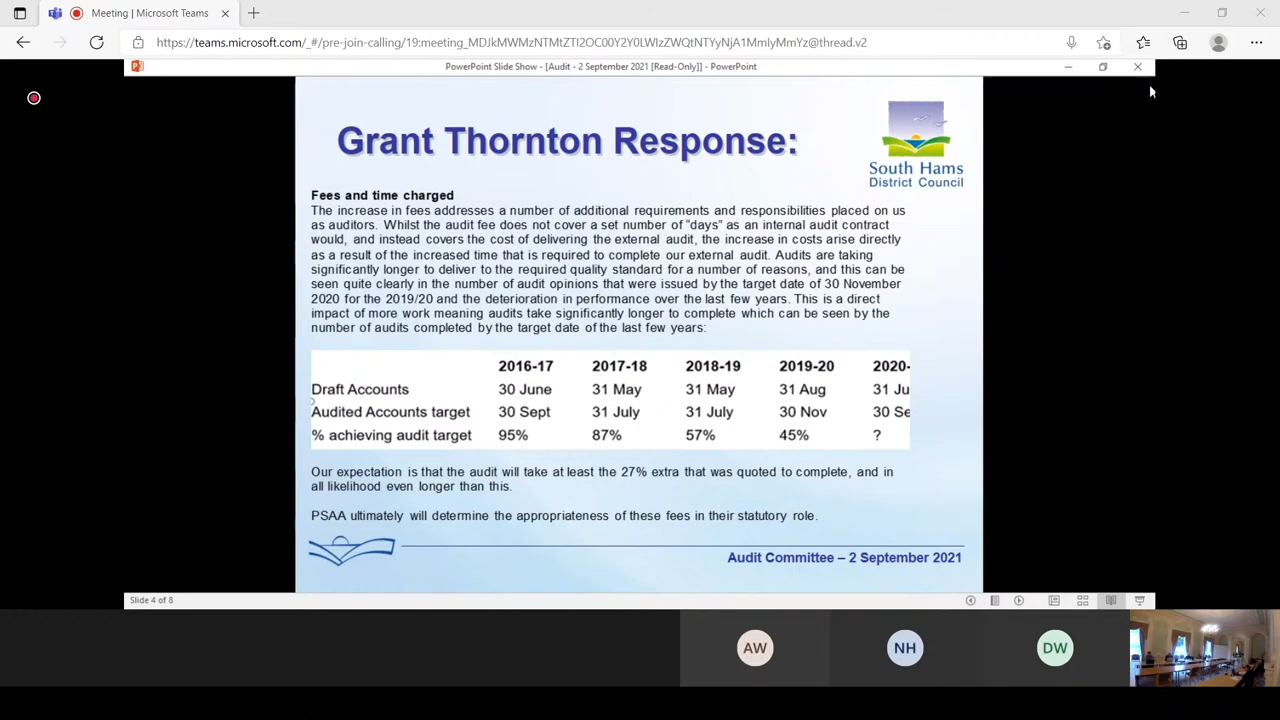 Meeting | Microsoft Teams
https://teams.microsoft.com/_#/pre-join-calling/19:meeting_MDJkMWMzNTMtZTI2OC00Y2Y0LWIzZWQtNTYyNjA1MmIyMmYz@thread.v2
PowerPoint Slide Show - [Audit - 2 September 2021 [Read-Only]] - PowerPoint
Grant Thornton Response:
South Hams
District Council
Fees and time charged
The increase in fees addresses a number of additional requirements and responsibilities placed on us
as auditors. Whilst the audit fee does not cover a set number of “days” as an internal audit contract
would, and instead covers the cost of delivering the external audit, the increase in costs arise directly
as a result of the increased time that is required to complete our external audit. Audits are taking
significantly longer to deliver to the required quality standard for a number of reasons, and this can be
seen quite clearly in the number of audit opinions that were issued by the target date of 30 November
2020 for the 2019/20 and the deterioration in performance over the last few years. This is a direct
impact of more work meaning audits take significantly longer to complete which can be seen by the
number of audits completed by the target date of the last few years:
2016-17 2017-18 2018-19 2019-20 2020-
Draft Accounts 30 June 31 May 31 May 31 Aug 31 Ju
Audited Accounts target 30 Sept 31 July 31 July 30 Nov 30 Se
% achieving audit target 95% 87% 57% 45% ?
Our expectation is that the audit will take at least the 27% extra that was quoted to complete, and in
all likelihood even longer than this.
PSAA ultimately will determine the appropriateness of these fees in their statutory role.
Audit Committee – 2 September 2021
Slide 4 of 8
AW NH DW